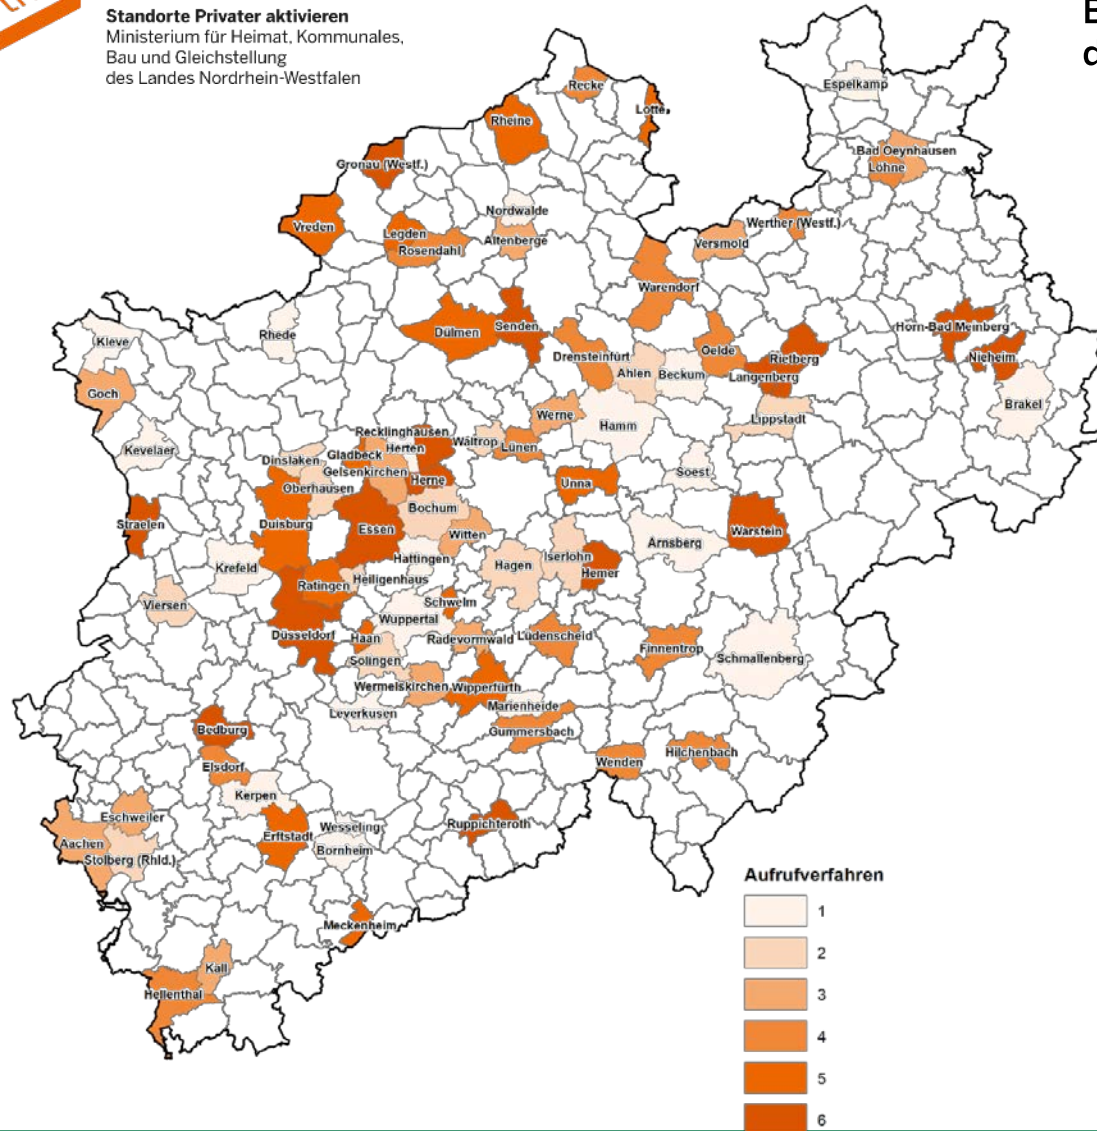 Standorte Privater aktivieren
Ministerium für Heimat, Kommunales,
Bau und Gleichstellung
des Landes Nordrhein-Westfalen
Recke
Espelkamp
Lotte
Rheine
Bad Oeynhausen
Löhne
Gronau (Westf.)
Nordwalde
Werther (Westf.)
Vreden
Legden
Rosendahl
Altenberge
Versmold
Warendorf
Kleve
Rhede
Dülmen
Senden
Horn-Bad Meinberg
Drensteinfurt
Oelde
Rietberg
Nieheim
Ahlen
Beckum
Langenberg
Goch
Brakel
Werne
Hamm
Lippstadt
Kevelaer
Recklinghausen
Waltrop
Lünen
Herten
Gladbeck
Dinslaken
Gelsenkirchen
Herne
Soest
Unna
Oberhausen
Bochum
Straelen
Duisburg
Essen
Witten
Warstein
Arnsberg
Hattingen
Iserlohn
Hagen
Hemer
Krefeld
Ratingen
Heiligenhaus
Viersen
Schwelm
Wuppertal
Düsseldorf
Haan
Radevormwald
Lüdenscheid
Finnentrop
Solingen
Schmallenberg
Wermelskirchen
Wipperfürth
Marienheide
Leverkusen
Bedburg
Gummersbach
Hilchenbach
Wenden
Elsdorf
Kerpen
Eschweiler
Ruppichteroth
Wesseling
Erftstadt
Aachen
Bornheim
Stolberg (Rhld.)
Meckenheim
Kall
Hellenthal
Aufrufverfahren
1
2
3
4
5
6